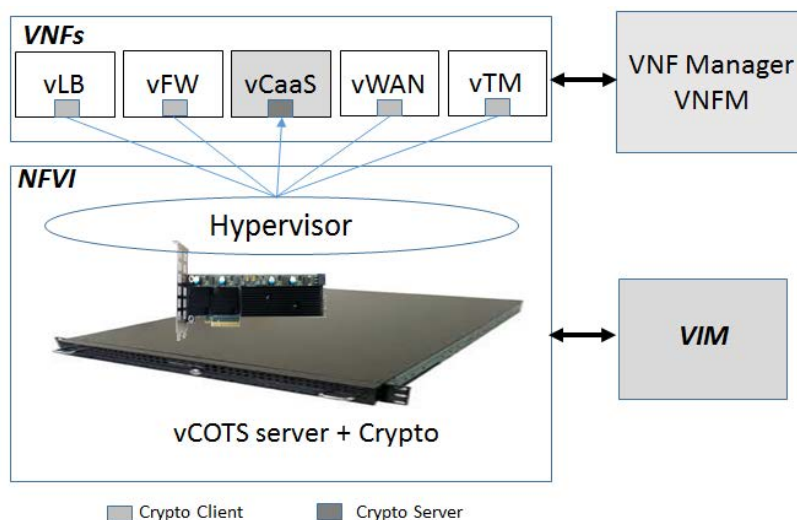 VNFs
vLB vFW vCaaS vWAN vTM
VNF Manager
VNFM
NFVI
Hypervisor
VIM
vCOTS server + Crypto
Crypto Client Crypto Server